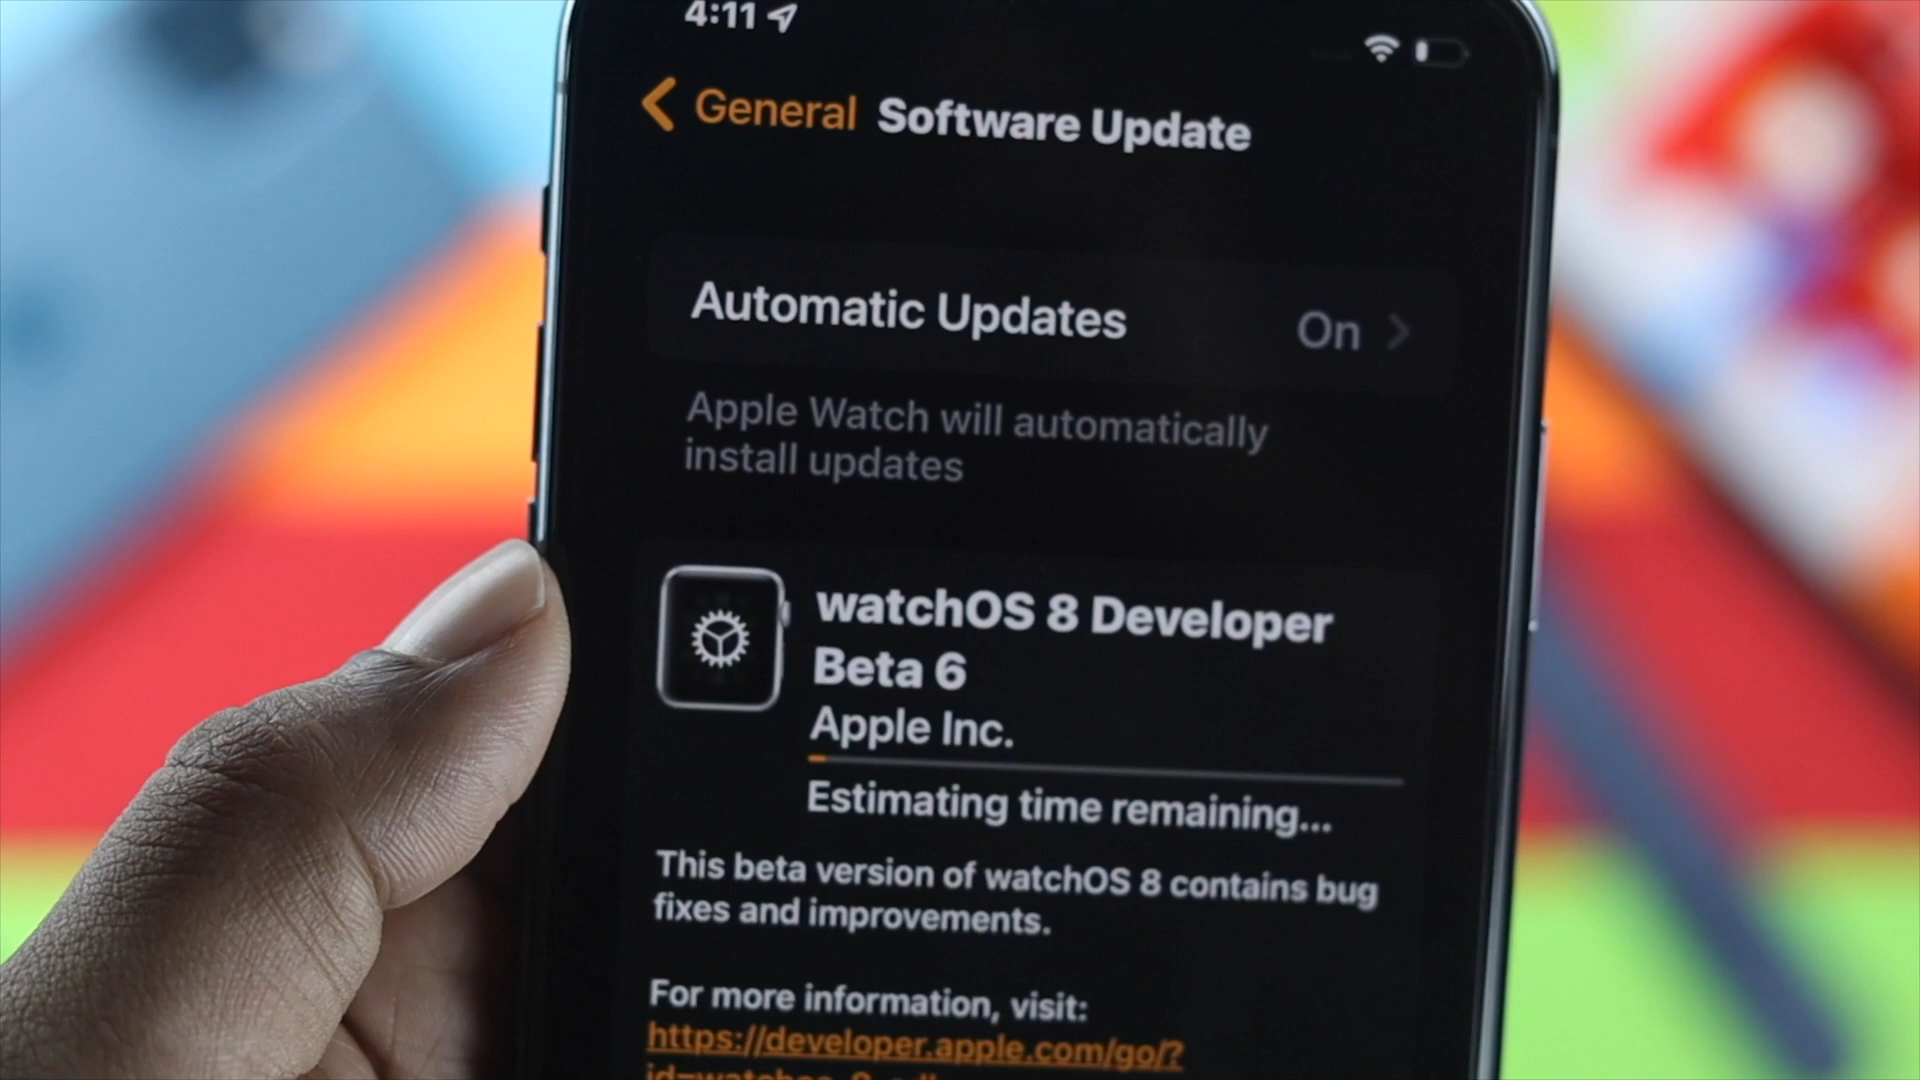 4:11
General Software Update
Automatic Updates On
Apple Watch will automatically
install updates
watchOS 8 Developer
Beta 6
Apple Inc.
Estimating time remaining...
This beta version of watchOS 8 contains bug
fixes and improvements.
For more information, visit:
https://developer.apple.com/go/?